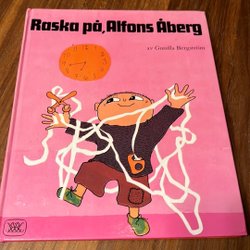 Raska på, Alfons Åberg
av Gunilla Bergström